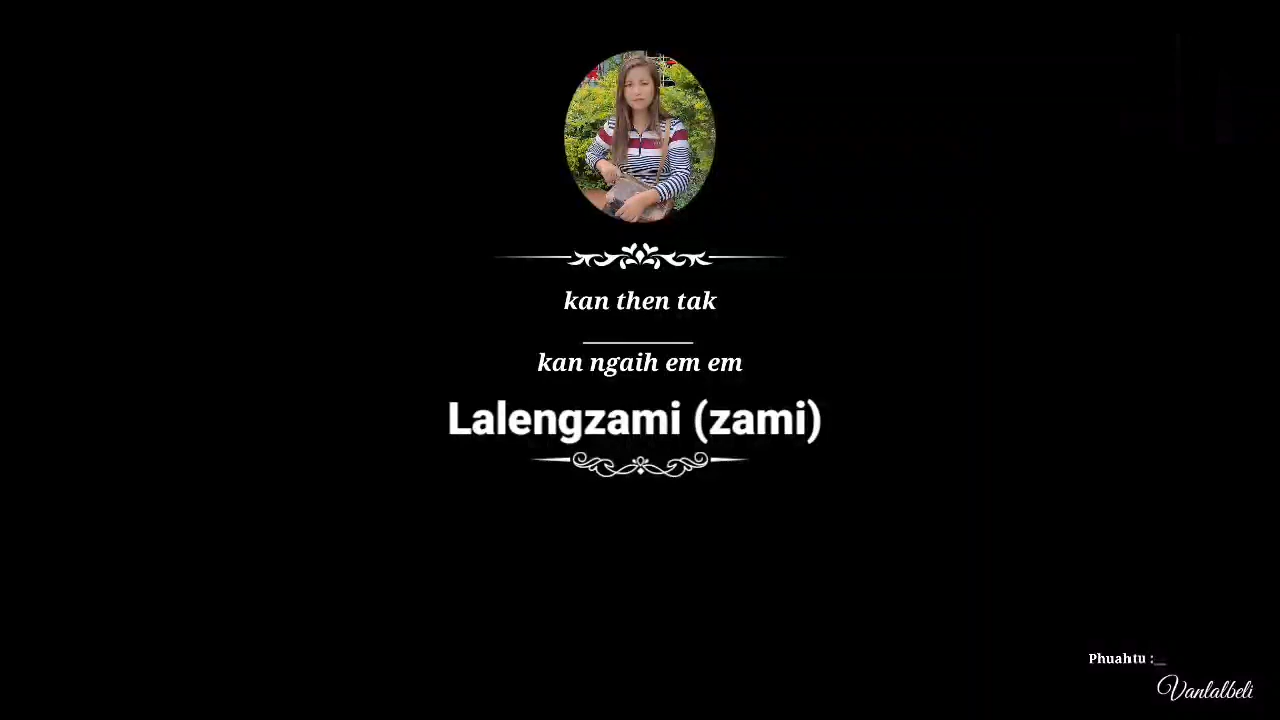 kan then tak
kan ngaih em em
Lalengzami (zami)
Phuahtu :_
Vanlalbeli